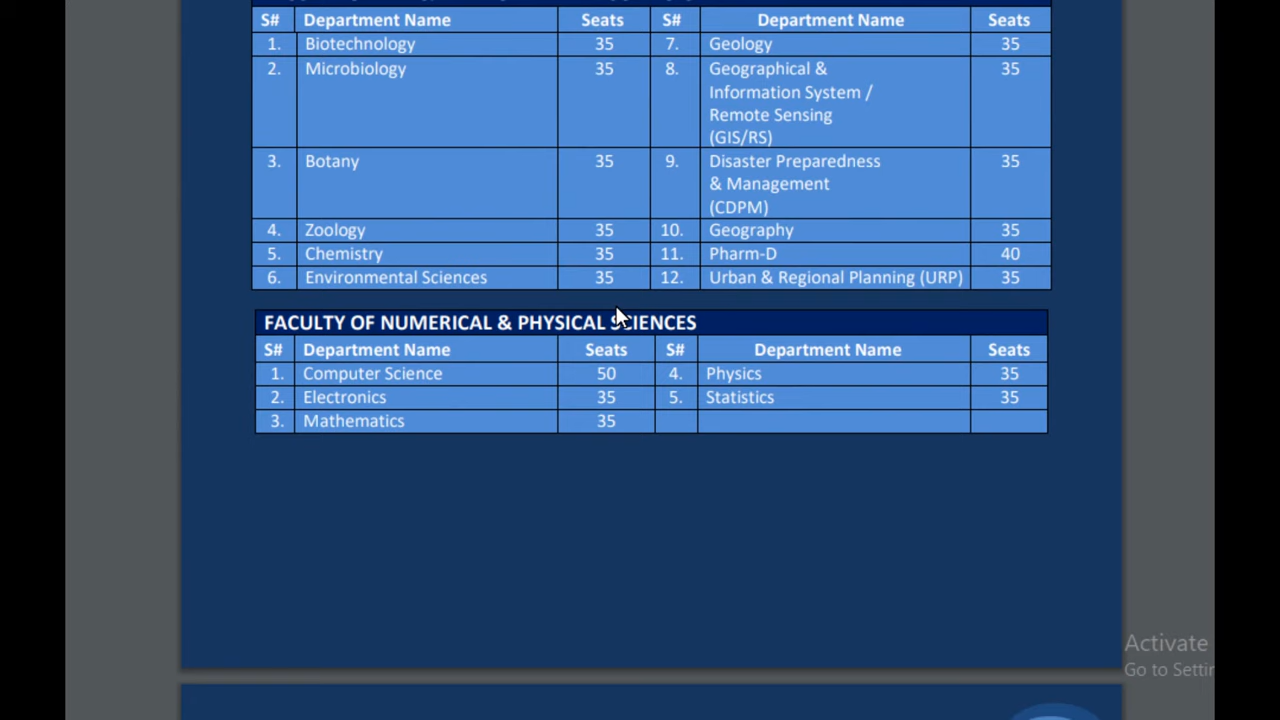 S# Department Name Seats S# Department Name Seats
1. Biotechnology 35 7. Geology 35
2. Microbiology 35 8. Geographical &
Information System /
Remote Sensing
(GIS/RS) 35
3. Botany 35 9. Disaster Preparedness
& Management
(CDPM) 35
4. Zoology 35 10. Geography 35
5. Chemistry 35 11. Pharm-D 40
6. Environmental Sciences 35 12. Urban & Regional Planning (URP) 35
FACULTY OF NUMERICAL & PHYSICAL SCIENCES
S# Department Name Seats S# Department Name Seats
1. Computer Science 50 4. Physics 35
2. Electronics 35 5. Statistics 35
3. Mathematics 35
Activate
Go to Settin